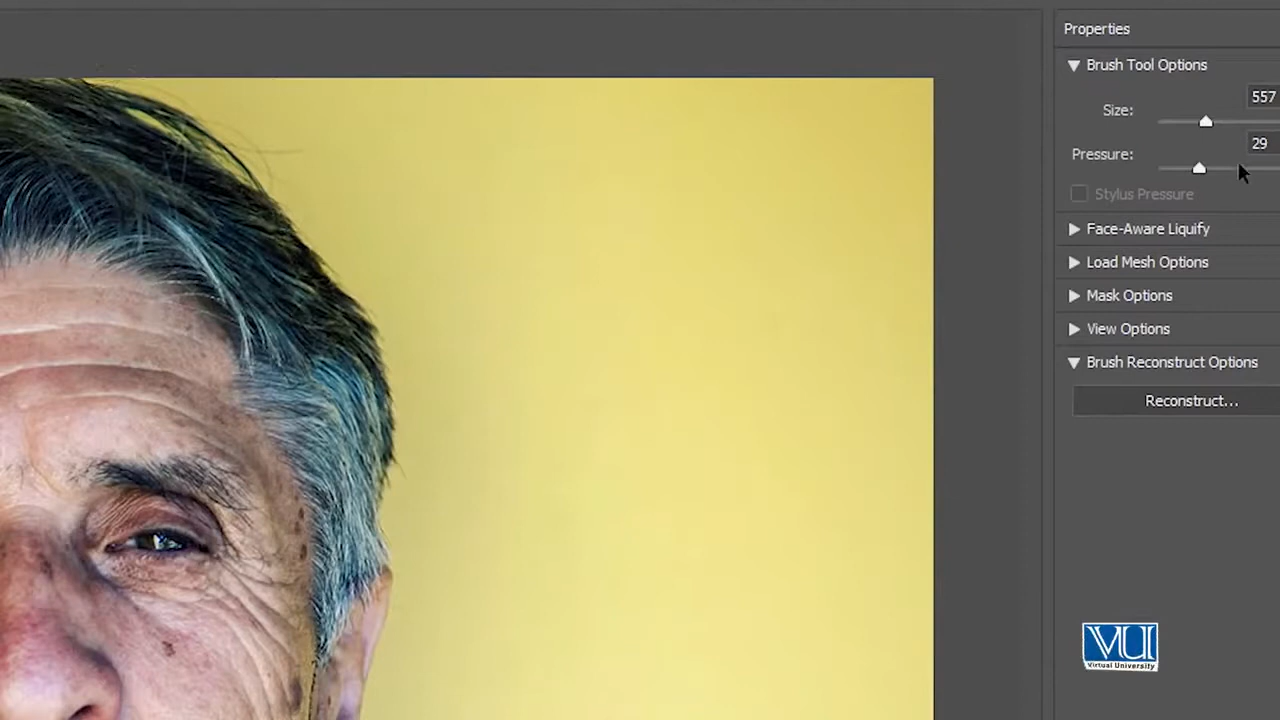 Properties
Brush Tool Options
557
Size:
29
Pressure:
Stylus Pressure
Face-Aware Liquify
Load Mesh Options
Mask Options
View Options
Brush Reconstruct Options
Reconstruct...
VU
Virtual University